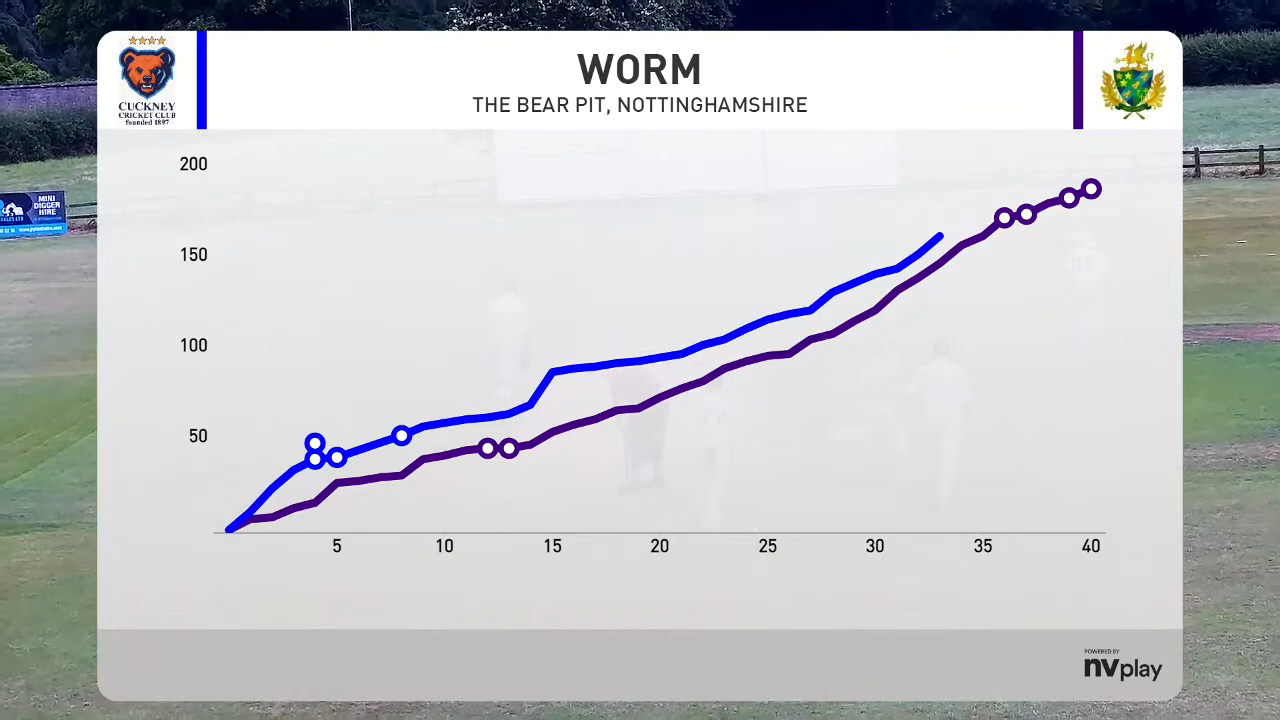 WORM
THE BEAR PIT, NOTTINGHAMSHIRE
CUCKNEY
CRICKET CLUB
founded 1897
200
150
100
50
5 10 15 20 25 30 35 40
MINI
DIGGER
HIRE
POWERED BY
nvplay